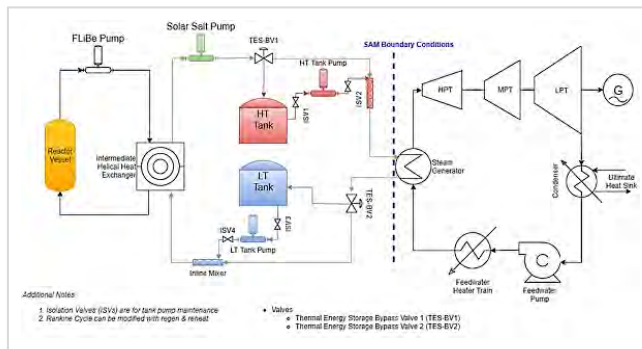 Solar Salt Pump
FLiBe Pump
TES-BV1
SAM Boundary Conditions
HT Tank Pump
ISV1
ISV2
HPT
MPT
LPT
G
HT
Tank
Reactor
Vessel
Intermediate
Helical Heat
Exchanger
LT
Tank
Steam
Generator
Condenser
Ultimate
Heat Sink
TES-BV2
ISV3
ISV4
LT Tank Pump
Inline Mixer
Feedwater
Heater Train
C
Feedwater
Pump
Additional Notes
1. Isolation Valves (ISVs) are for tank pump maintenance
2. Rankine Cycle can be modified with regen & reheat
Valves
Thermal Energy Storage Bypass Valve 1 (TES-BV1)
Thermal Energy Storage Bypass Valve 2 (TES-BV2)